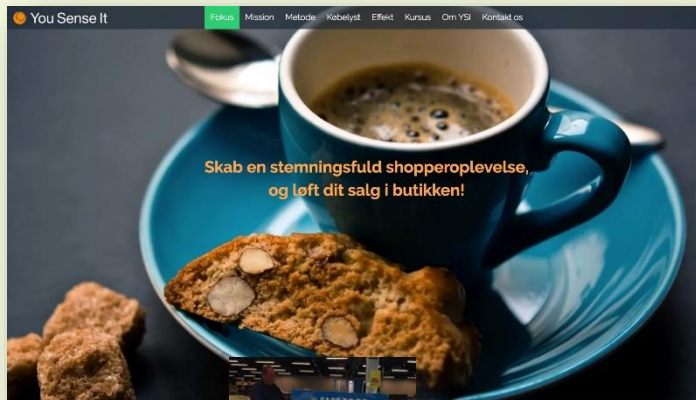 You Sense It
Fokus Mission Metode Købelyst Effekt Kursus Om YSI Kontakt os
Skab en stemningsfuld shopperoplevelse,
og løft dit salg i butikken!